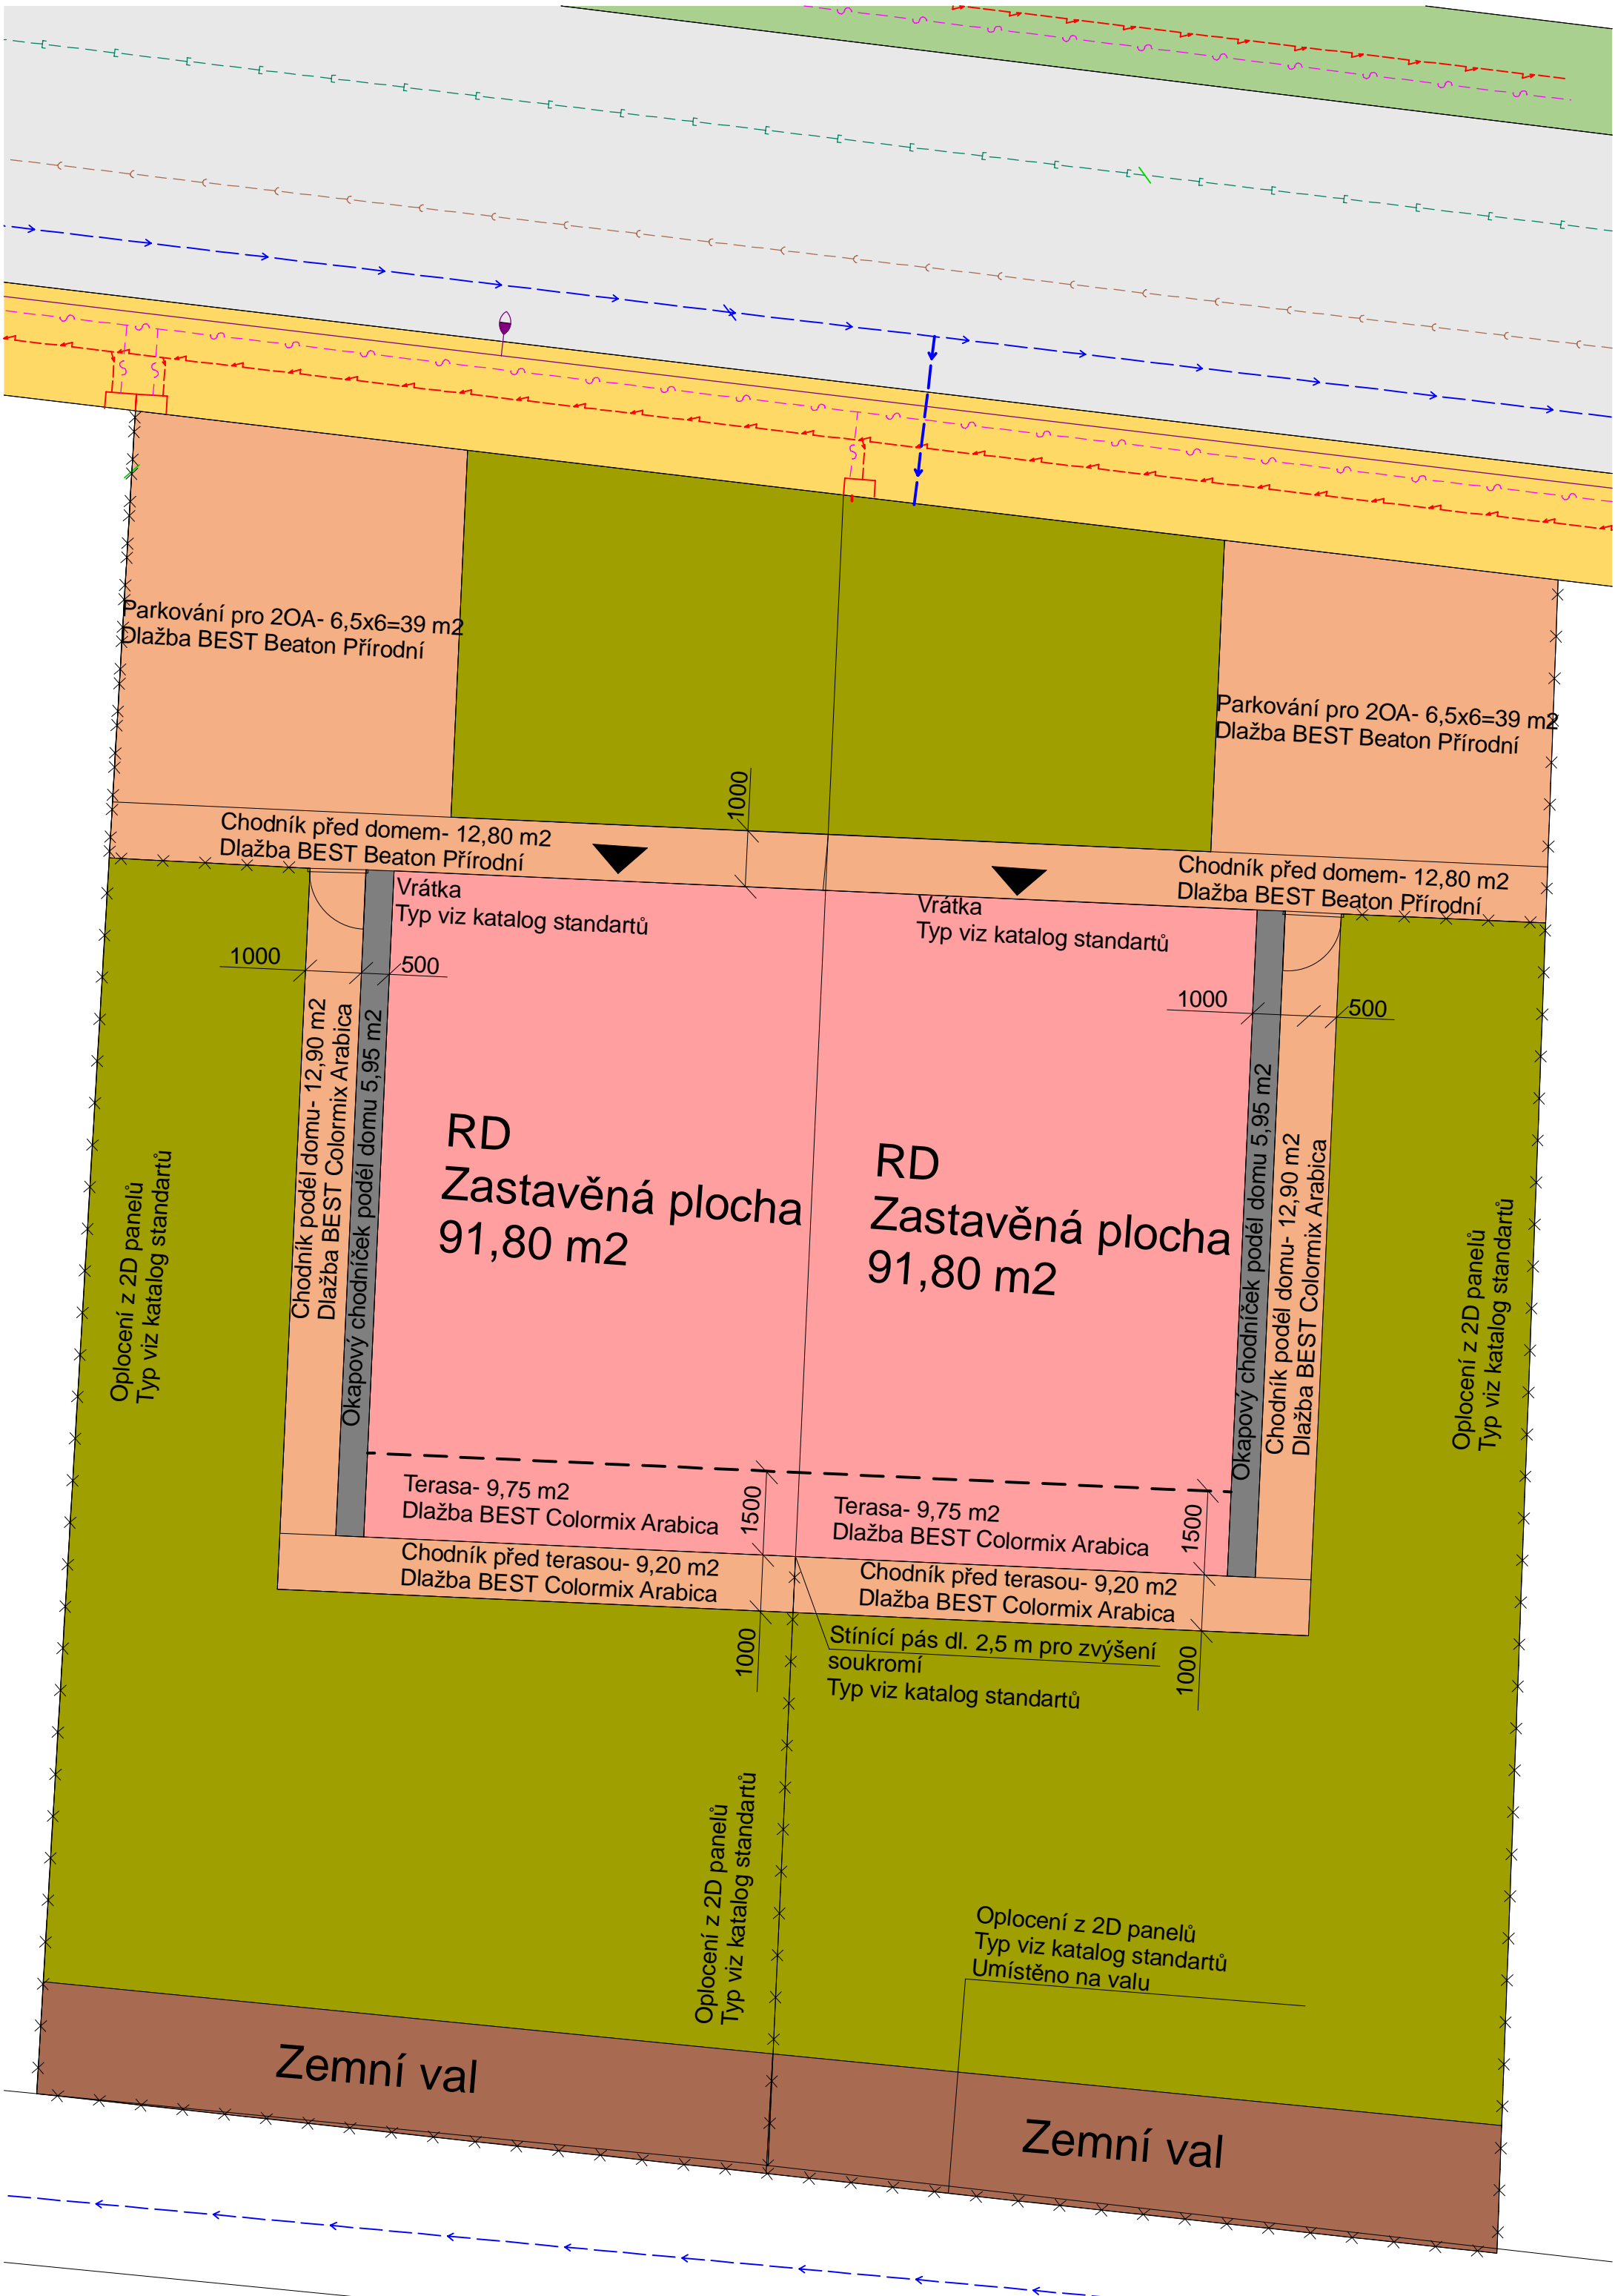 Parkování pro 2OA- 6,5x6=39 m2
Dlažba BEST Beaton Přírodní
Parkování pro 2OA- 6,5x6=39 m2
Dlažba BEST Beaton Přírodní
1000
Chodník před domem- 12,80 m2
Dlažba BEST Beaton Přírodní
Chodník před domem- 12,80 m2
Dlažba BEST Beaton Přírodní
Vrátka
Typ viz katalog standartů
Vrátka
Typ viz katalog standartů
1000
500
1000
500
Chodník podél domu- 12,90 m2
Dlažba BEST Colormix Arabica
Okapový chodníček podél domu 5,95 m2
RD
Zastavěná plocha
91,80 m2
RD
Zastavěná plocha
91,80 m2
Okapový chodníček podél domu 5,95 m2
Chodník podél domu- 12,90 m2
Dlažba BEST Colormix Arabica
Oplocení z 2D panelů
Typ viz katalog standartů
Oplocení z 2D panelů
Typ viz katalog standartů
Terasa- 9,75 m2
Dlažba BEST Colormix Arabica
1500
Terasa- 9,75 m2
Dlažba BEST Colormix Arabica
1500
Chodník před terasou- 9,20 m2
Dlažba BEST Colormix Arabica
Chodník před terasou- 9,20 m2
Dlažba BEST Colormix Arabica
1000
Stínící pás dl. 2,5 m pro zvýšení
soukromí
Typ viz katalog standartů
1000
Oplocení z 2D panelů
Typ viz katalog standartů
Oplocení z 2D panelů
Typ viz katalog standartů
Umístěno na valu
Zemní val
Zemní val